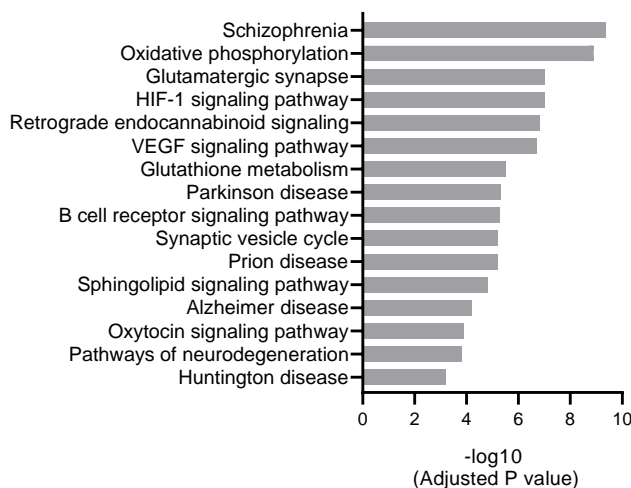 Schizophrenia
Oxidative phosphorylation
Glutamatergic synapse
HIF-1 signaling pathway
Retrograde endocannabinoid signaling
VEGF signaling pathway
Glutathione metabolism
Parkinson disease
B cell receptor signaling pathway
Synaptic vesicle cycle
Prion disease
Sphingolipid signaling pathway
Alzheimer disease
Oxytocin signaling pathway
Pathways of neurodegeneration
Huntington disease
0 2 4 6 8 10
-log10
(Adjusted P value)